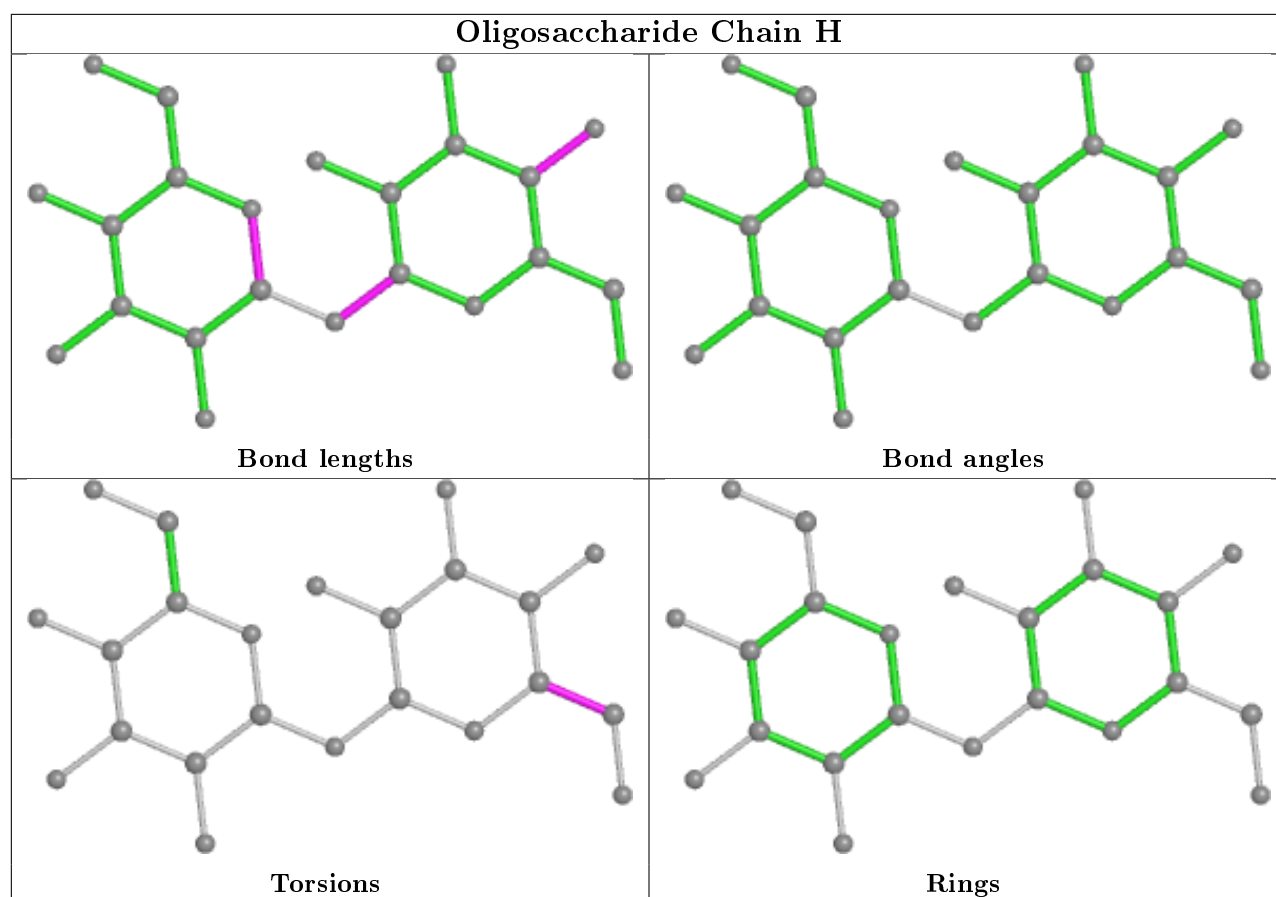 Oligosaccharide Chain H
Bond lengths
Bond angles
Torsions
Rings